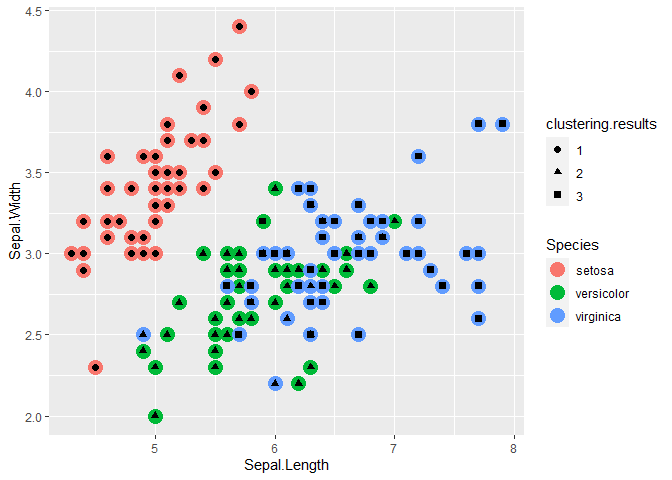 4.5
4.0
3.5
3.0
2.5
2.0
Sepal.Width
5
6
7
8
Sepal.Length
clustering.results
1
2
3
Species
setosa
versicolor
virginica